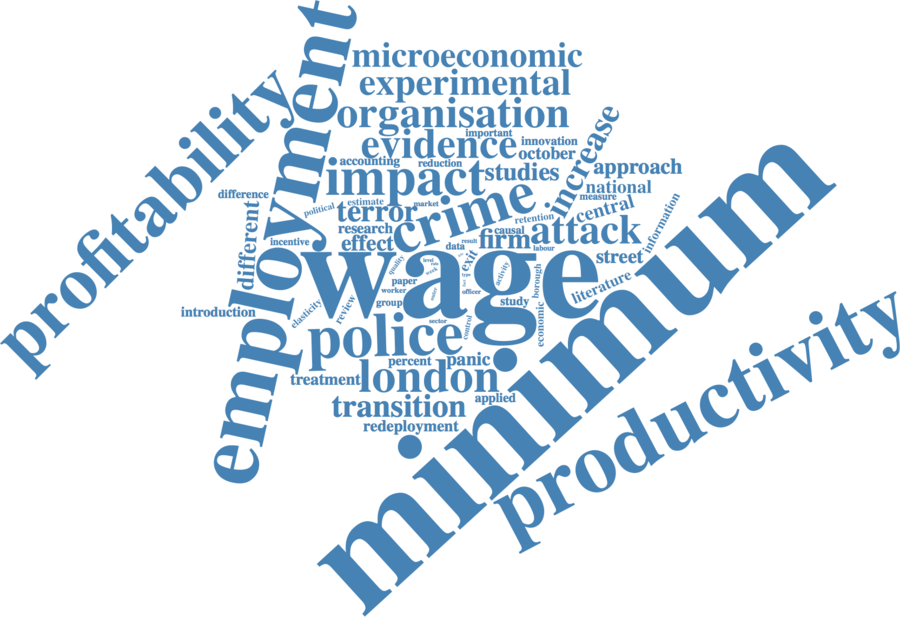 microeconomic
experimental
organisation
important
evidence
innovation
october
accounting
reduction
impact
studies
increase
approach
national
measure
central
information
profitability
employment
difference
different
political
estimate
market
terror
crime
retention
research
causal
effect
incentive
data
result
firm
attack
labour
street
literature
wage
exit
quality
level
work
type
activity
paper
worker
officer
group
study
borough
economic
introduction
elasticity
review
sector
control
police
percent
panic
treatment
london
applied
transition
redeployment
minimum
productivity